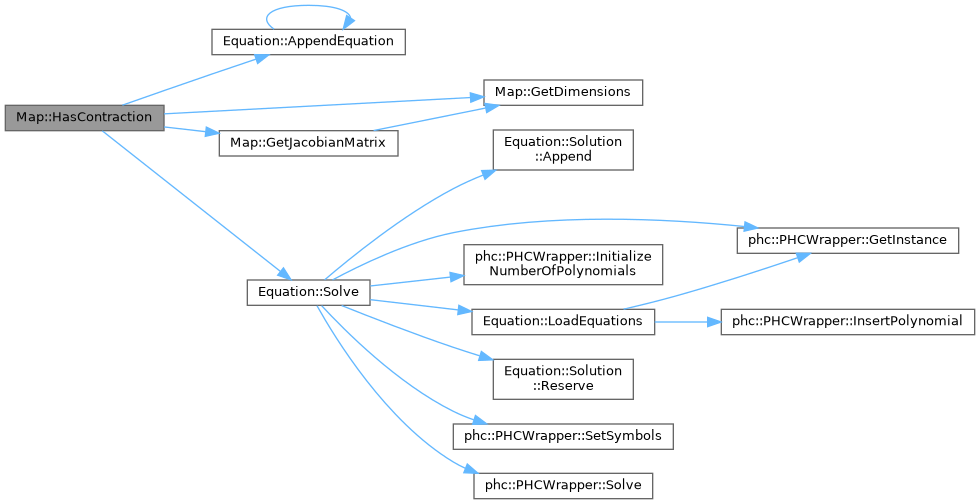 Equation::AppendEquation
Map::GetDimensions
Map::HasContraction
Map::GetJacobianMatrix
Equation::Solution
::Append
phc::PHCWrapper::GetInstance
phc::PHCWrapper::Initialize
NumberOfPolynomials
Equation::Solve
Equation::LoadEquations
phc::PHCWrapper::InsertPolynomial
Equation::Solution
::Reserve
phc::PHCWrapper::SetSymbols
phc::PHCWrapper::Solve